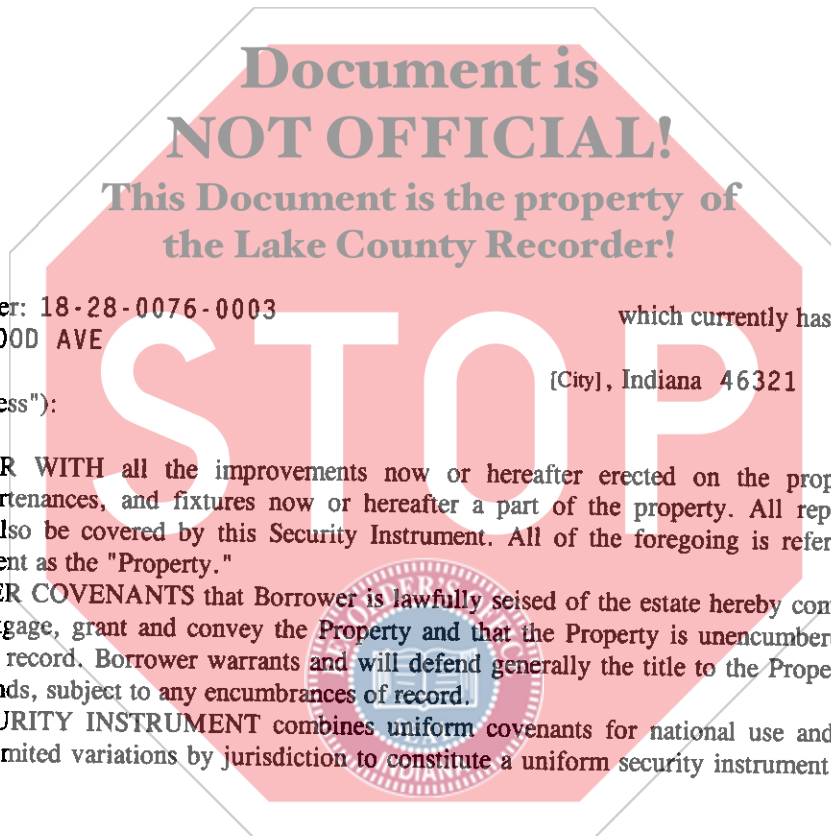 Document is
NOT OFFICIAL!
This Document is the property of
the Lake County Recorder!
er: 18-28-0076-0003 which currently has
OOD AVE
[City], Indiana 46321
ess"):
STOP
R WITH all the improvements now or hereafter erected on the prop
rtenances, and fixtures now or hereafter a part of the property. All rep
lso be covered by this Security Instrument. All of the foregoing is refer
ent as the "Property."
ER COVENANTS that Borrower is lawfully seised of the estate hereby con
gage, grant and convey the Property and that the Property is unencumber
record. Borrower warrants and will defend generally the title to the Prope
nds, subject to any encumbrances of record.
URITY INSTRUMENT combines uniform covenants for national use and
mited variations by jurisdiction to constitute a uniform security instrument
INDIANA